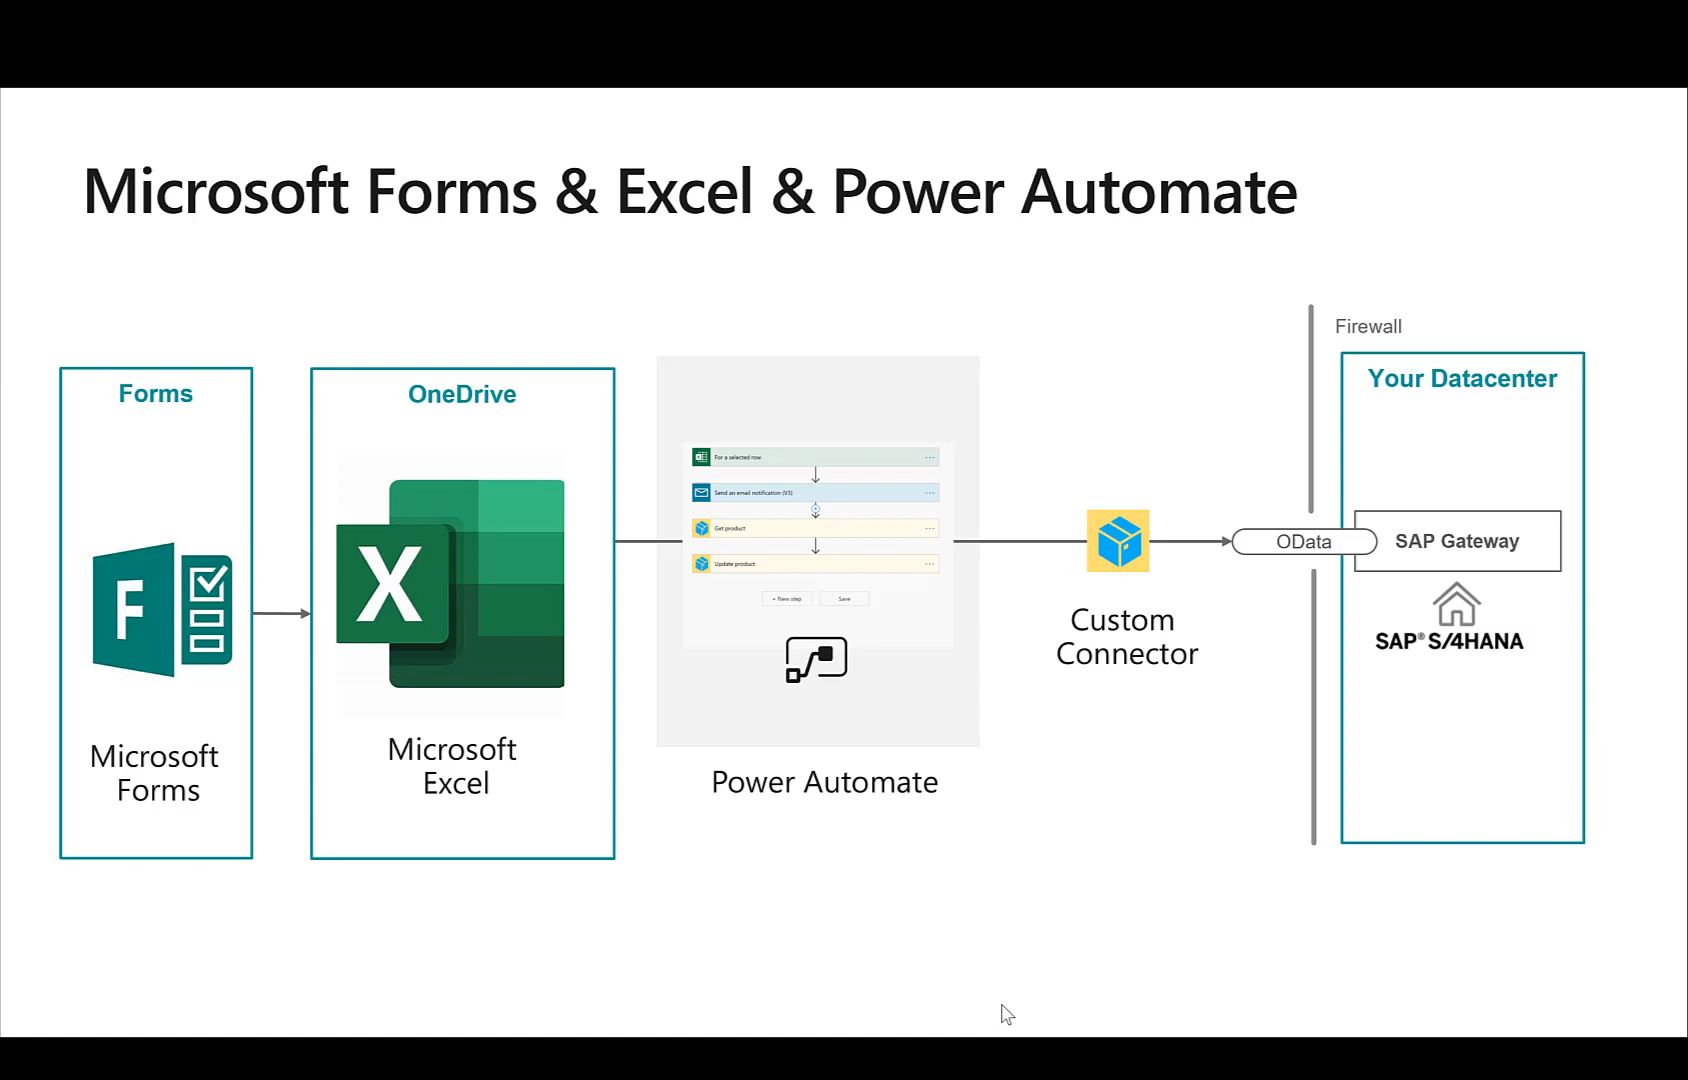 Microsoft Forms & Excel & Power Automate
Firewall
Forms
F
Microsoft
Forms
OneDrive
X
Microsoft
Excel
For a selected row
Send an email notification (V3)
Get product
Update product
+ New step
Save
Power Automate
Custom
Connector
Your Datacenter
OData
SAP Gateway
SAP® S/4HANA